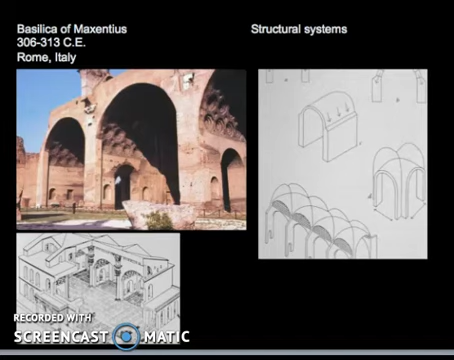 Basilica of Maxentius
306-313 C.E.
Rome, Italy
Structural systems
RECORDED WITH
SCREENCAST MATIC